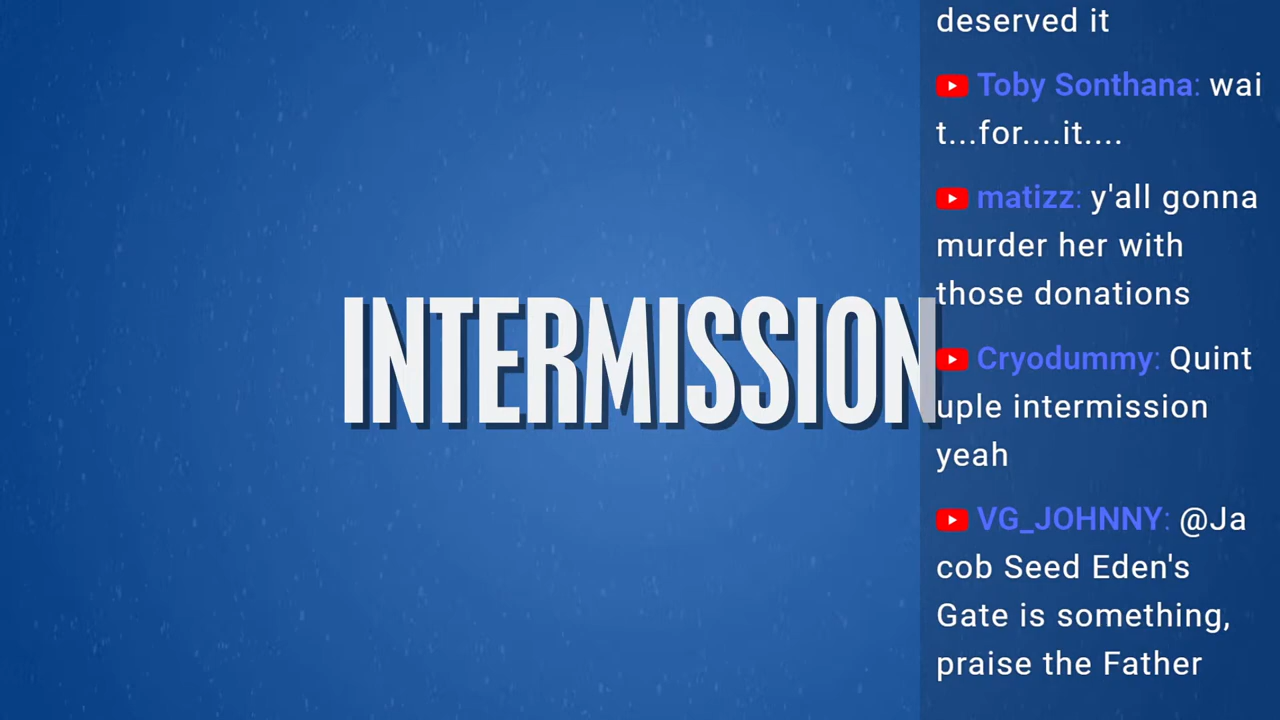 INTERMISSION
deserved it
Toby Sonthana: wai
t...for....it....
matizz: y'all gonna
murder her with
those donations
Cryodummy: Quint
uple intermission
yeah
VG_JOHNNY: @Ja
cob Seed Eden's
Gate is something,
praise the Father